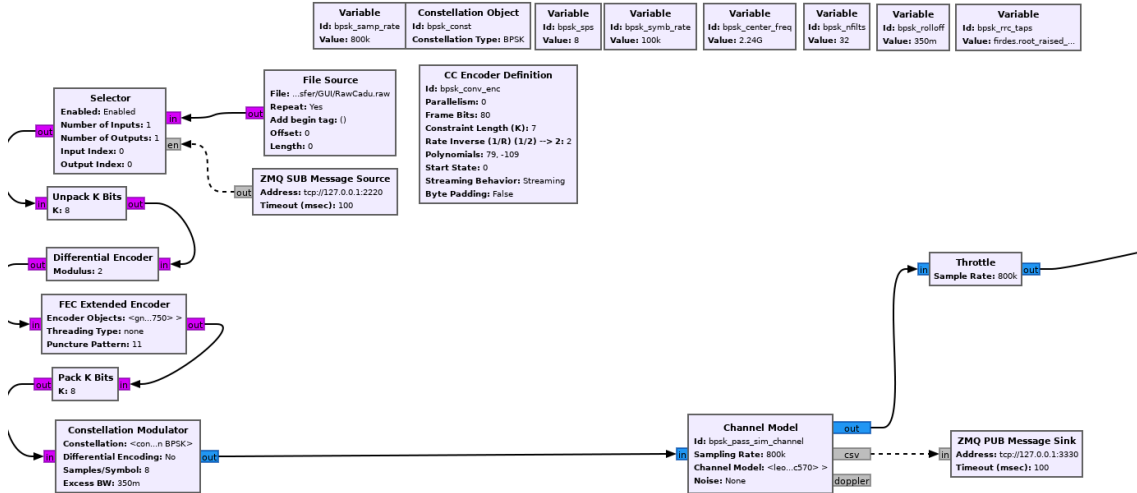 Variable
Id: bpsk_samp_rate
Value: 800k
Constellation Object
Id: bpsk_const
Constellation Type: BPSK
Variable
Id: bpsk_sps
Value: 8
Variable
Id: bpsk_symb_rate
Value: 100k
Variable
Id: bpsk_center_freq
Value: 2.24G
Variable
Id: bpsk_nfilts
Value: 32
Variable
Id: bpsk_rolloff
Value: 350m
Variable
Id: bpsk_rrc_taps
Value: firdes.root_raised_...
Selector
Enabled: Enabled
Number of Inputs: 1
Number of Outputs: 1
Input Index: 0
Output Index: 0
out
in
en
File Source
File: ...sfer/GUI/RawCadu.raw
Repeat: Yes
Add begin tag: ()
Offset: 0
Length: 0
out
CC Encoder Definition
Id: bpsk_conv_enc
Parallelism: 0
Frame Bits: 80
Constraint Length (K): 7
Rate Inverse (1/R) (1/2) --> 2: 2
Polynomials: 79, -109
Start State: 0
Streaming Behavior: Streaming
Byte Padding: False
ZMQ SUB Message Source
Address: tcp://127.0.0.1:2220
Timeout (msec): 100
out
Unpack K Bits
K: 8
in
out
Differential Encoder
Modulus: 2
out
in
Throttle
Sample Rate: 800k
in
out
FEC Extended Encoder
Encoder Objects: <gn...750> >
Threading Type: none
Puncture Pattern: 11
in
out
Pack K Bits
K: 8
out
in
Constellation Modulator
Constellation: <con...n BPSK>
Differential Encoding: No
Samples/Symbol: 8
Excess BW: 350m
in
out
Channel Model
Id: bpsk_pass_sim_channel
Sampling Rate: 800k
Channel Model: <leo...c570> >
Noise: None
in
out
csv
doppler
ZMQ PUB Message Sink
Address: tcp://127.0.0.1:3330
Timeout (msec): 100
in